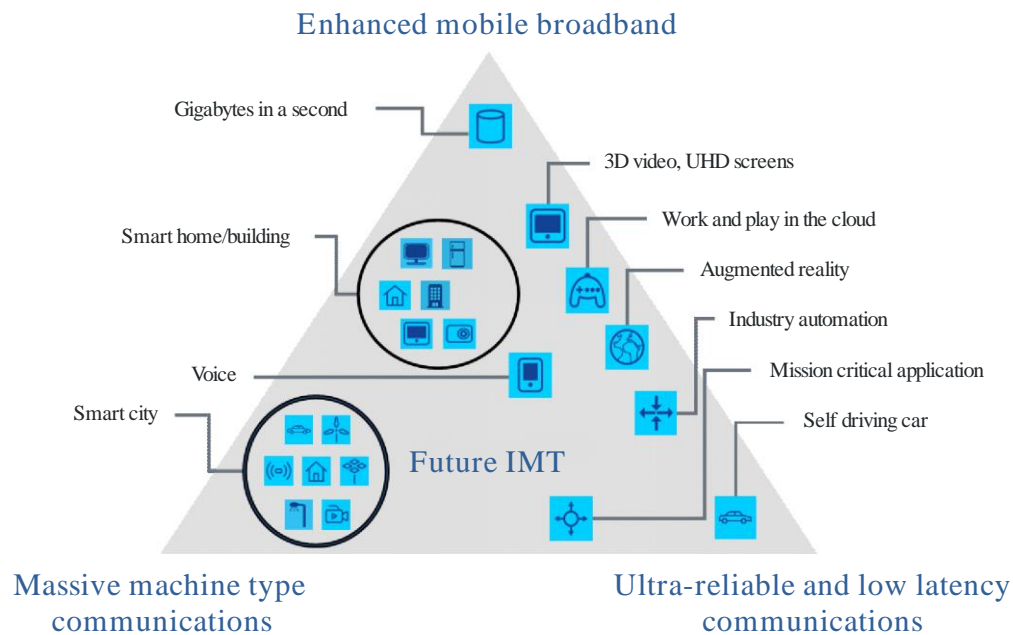 Enhanced mobile broadband
Gigabytes in a second
3D video, UHD screens
Work and play in the cloud
Smart home/building
Augmented reality
Industry automation
Voice
Mission critical application
Smart city
Self driving car
Future IMT
Massive machine type
communications
Ultra-reliable and low latency
communications